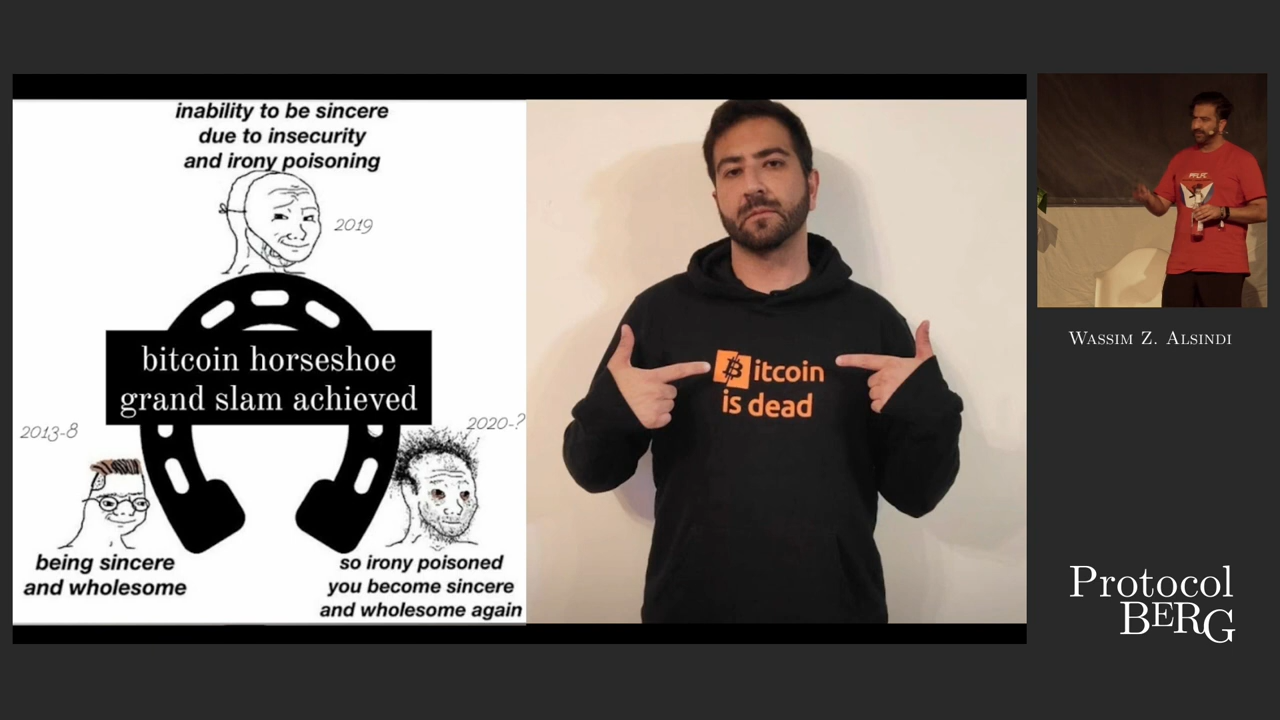 inability to be sincere
due to insecurity
and irony poisoning
2019
bitcoin horseshoe
grand slam achieved
2013-8
2020-?
being sincere
and wholesome
so irony poisoned
you become sincere
and wholesome again
Bitcoin
is dead
PFLFC
WASSIM Z. ALSINDI
Protocol
BERG